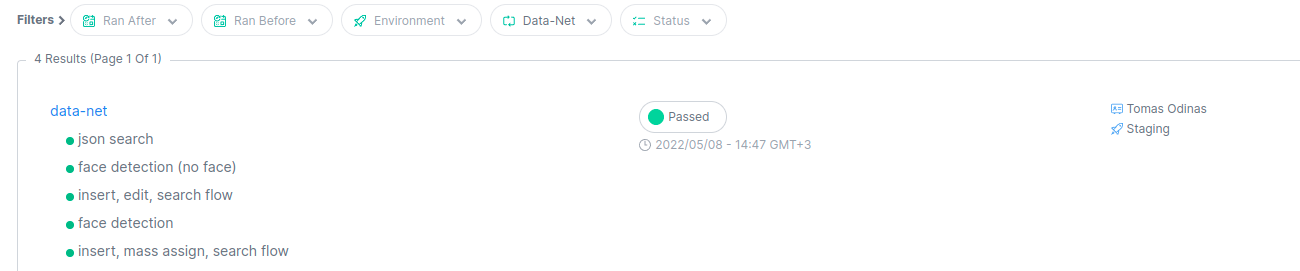 Filters
Ran After
Ran Before
Environment
Data-Net
Status
4 Results (Page 1 Of 1)
data-net
Passed
Tomas Odinas
2022/05/08 - 14:47 GMT+3
Staging
json search
face detection (no face)
insert, edit, search flow
face detection
insert, mass assign, search flow